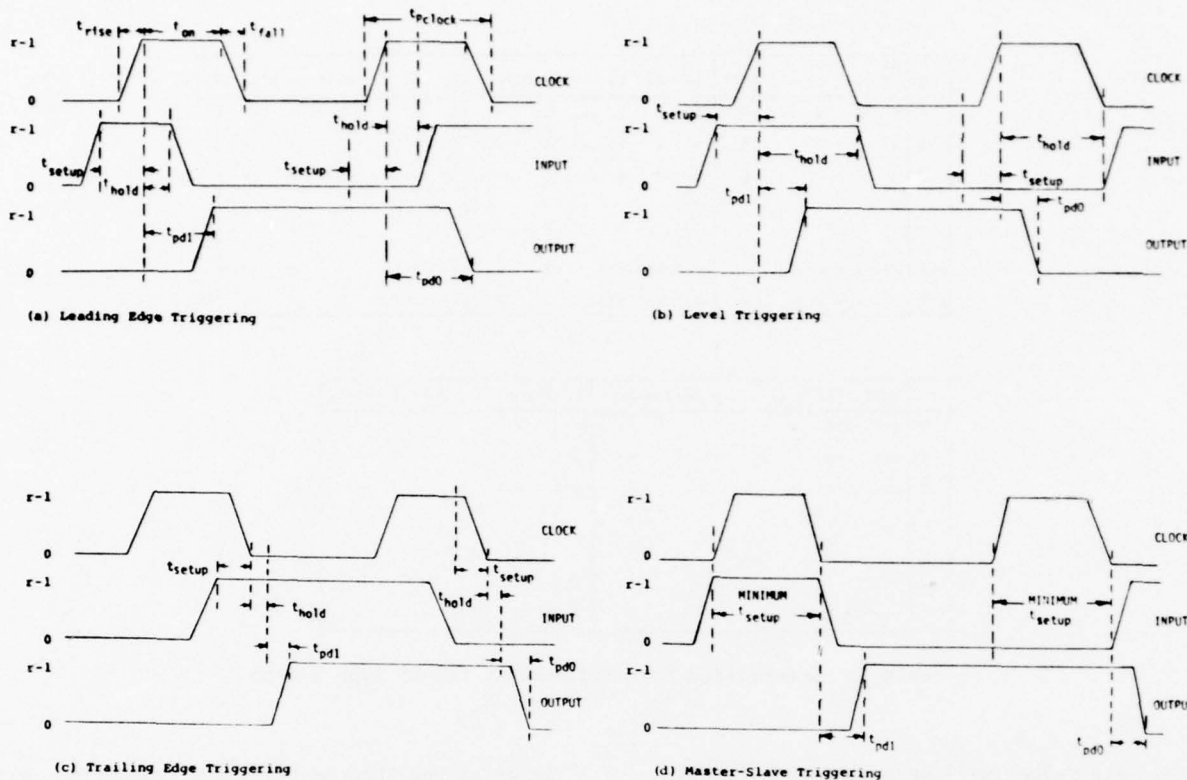 t_rise t_on t_fall t_Pclock
r-1
CLOCK
0
r-1
t_hold
INPUT
t_setup t_setup
0
t_hold
r-1
t_pd1
OUTPUT
0
t_pd0
(a) Leading Edge Triggering
r-1
CLOCK
0
t_setup
r-1
t_hold t_hold
INPUT
0
t_setup
r-1
t_pd1 t_pd0
OUTPUT
0
(b) Level Triggering
r-1
CLOCK
0
t_setup t_setup
r-1
t_hold t_hold
INPUT
0
t_pd1
r-1
t_pd0
OUTPUT
0
(c) Trailing Edge Triggering
r-1
CLOCK
0
r-1
MINIMUM MINIMUM
t_setup t_setup
INPUT
0
r-1
OUTPUT
0
t_pd1 t_pd0
(d) Master-Slave Triggering